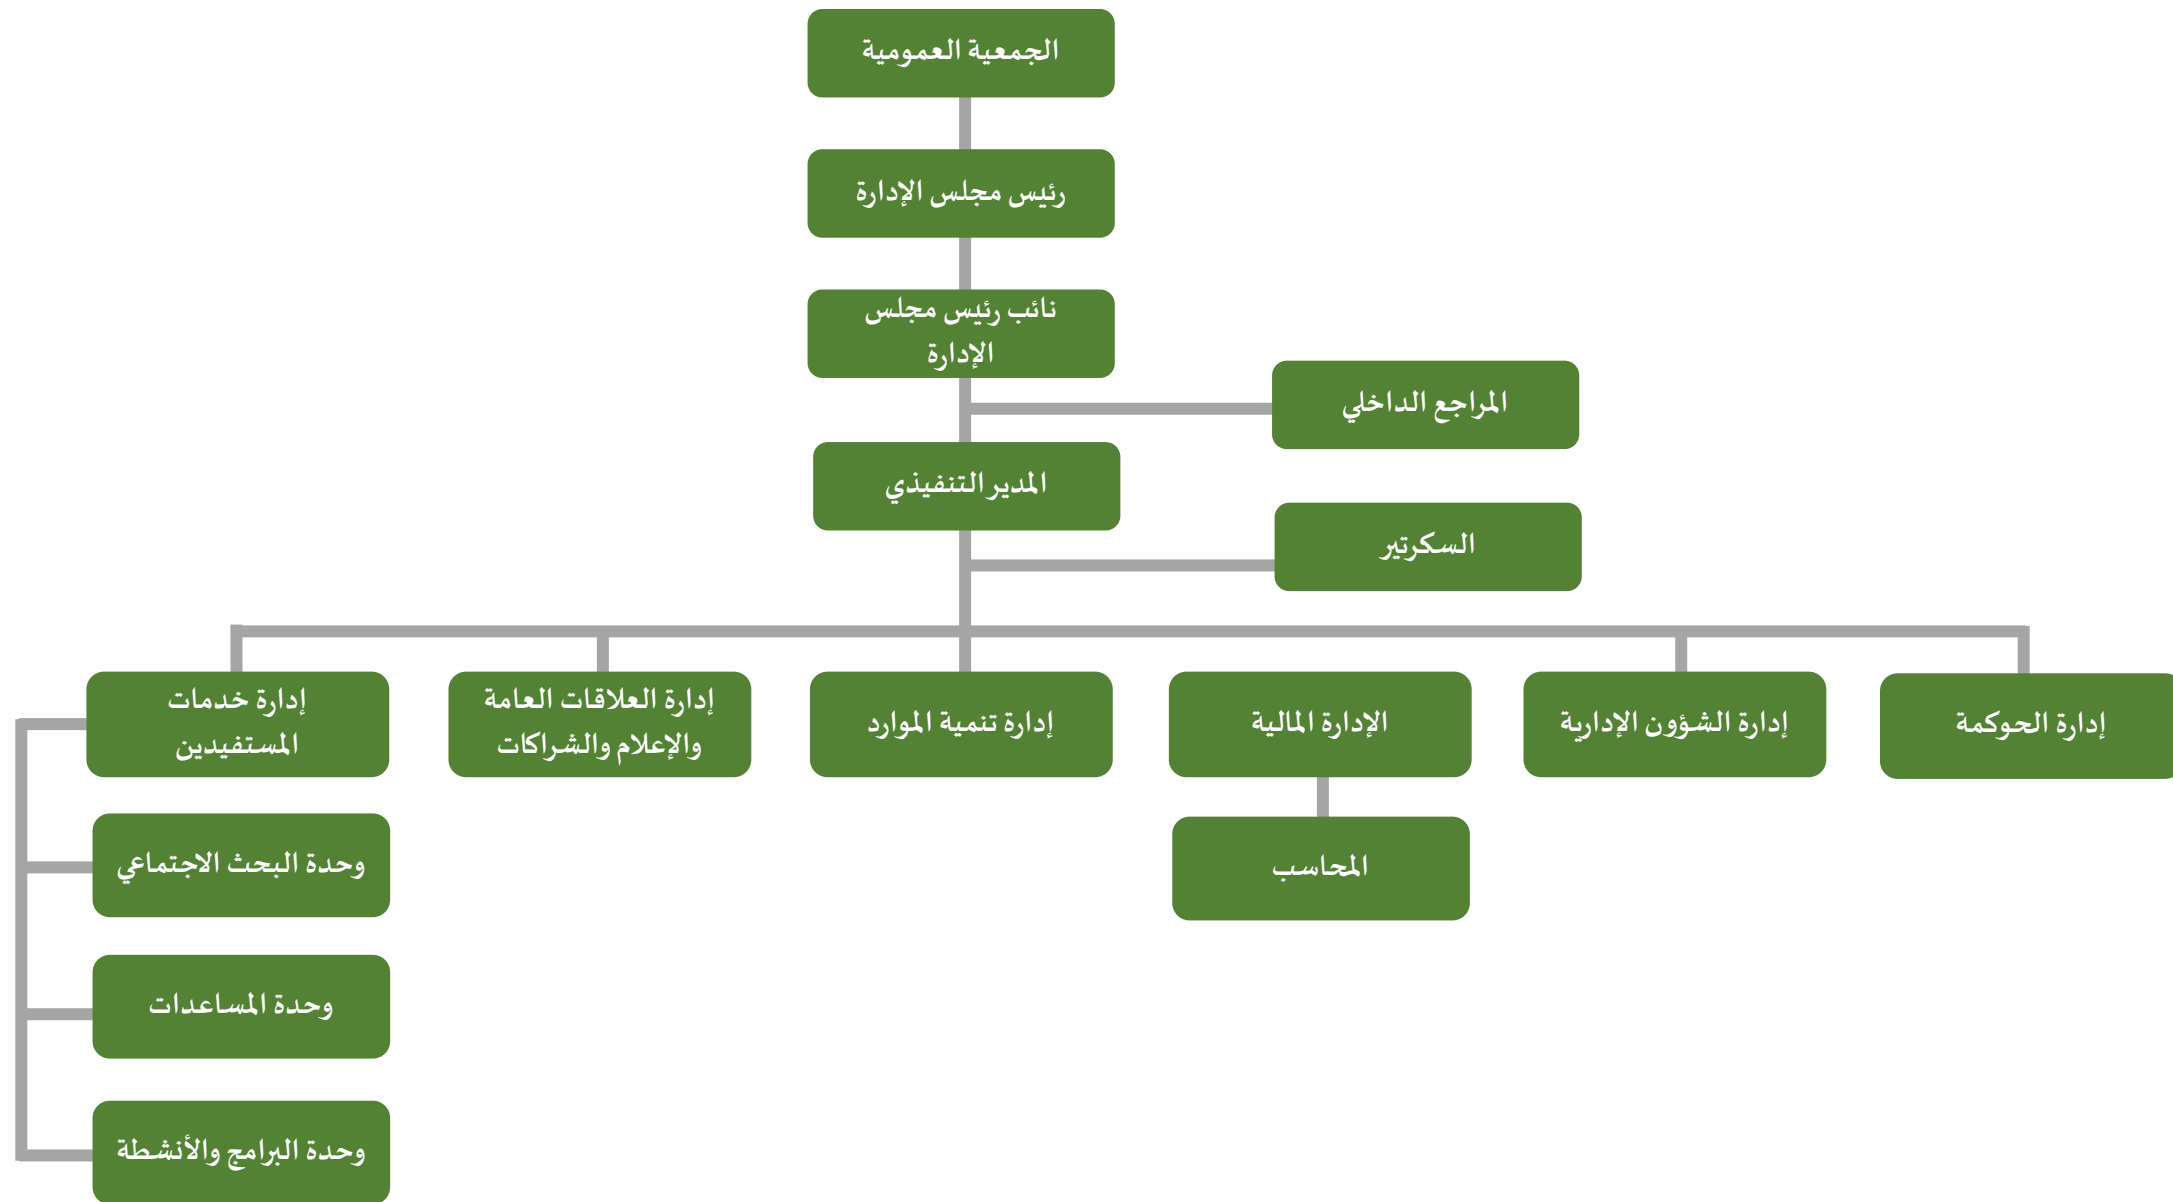 الجمعية العمومية
رئيس مجلس الإدارة
نائب رئيس مجلس
الإدارة
المراجع الداخلي
المدير التنفيذي
السكرتير
إدارة الحوكمة
إدارة الشؤون الإدارية
الإدارة المالية
إدارة تنمية الموارد
إدارة العلاقات العامة
والإعلام والشراكات
إدارة خدمات
المستفيدين
المحاسب
وحدة البحث الاجتماعي
وحدة المساعدات
وحدة البرامج والأنشطة